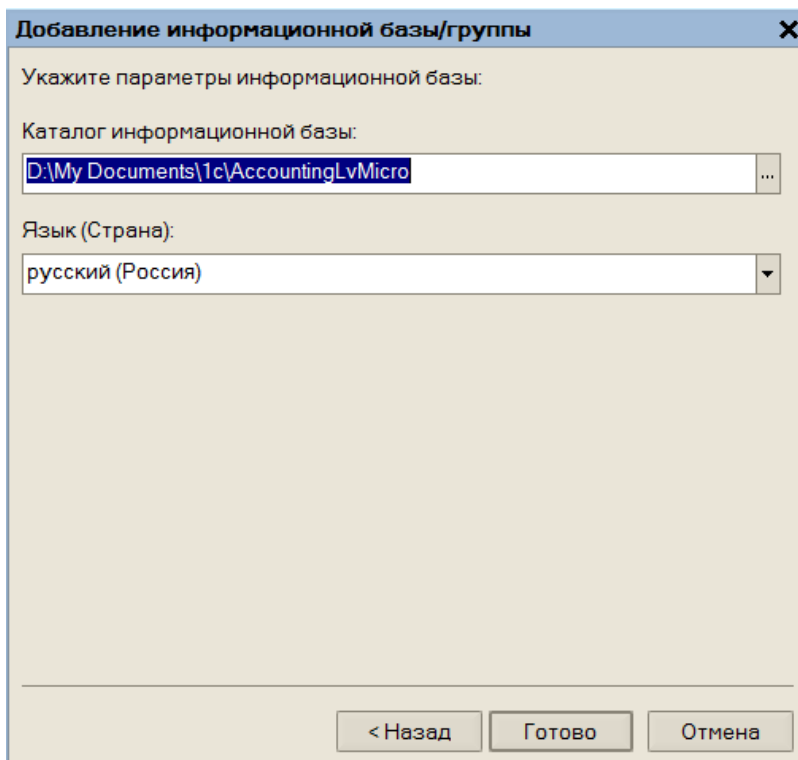 Добавление информационной базы/группы
Укажите параметры информационной базы:
Каталог информационной базы:
D:\My Documents\1c\AccountingLvMicro
...
Язык (Страна):
русский (Россия)
< Назад Готово Отмена